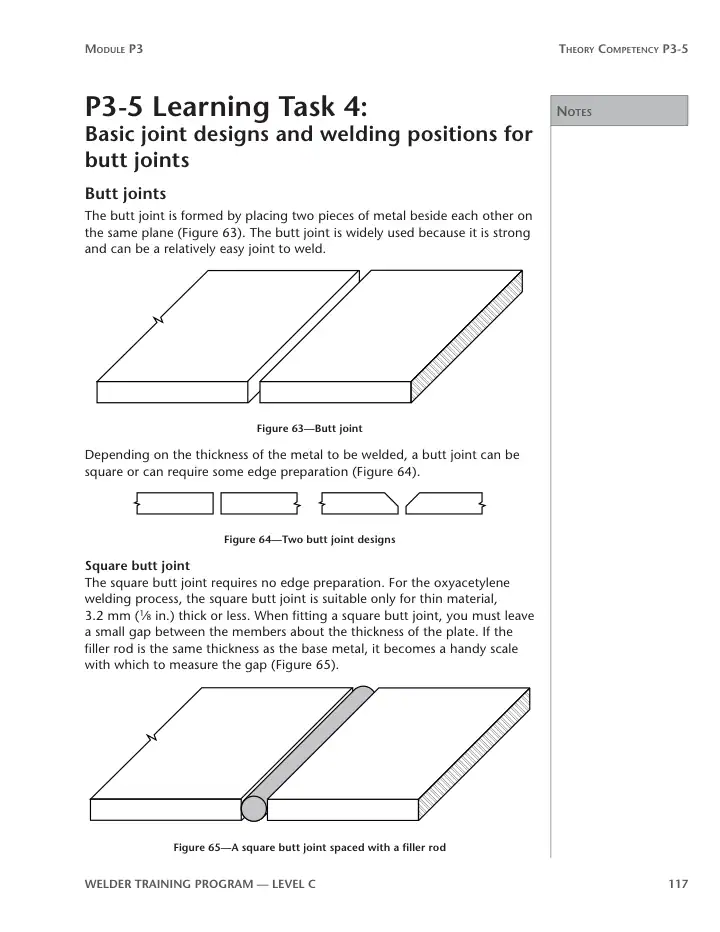 Module P3
Theory Competency P3-5
P3-5 Learning Task 4:
Basic joint designs and welding positions for
butt joints
Notes
Butt joints
The butt joint is formed by placing two pieces of metal beside each other on
the same plane (Figure 63). The butt joint is widely used because it is strong
and can be a relatively easy joint to weld.
Figure 63—Butt joint
Depending on the thickness of the metal to be welded, a butt joint can be
square or can require some edge preparation (Figure 64).
Figure 64—Two butt joint designs
Square butt joint
The square butt joint requires no edge preparation. For the oxyacetylene
welding process, the square butt joint is suitable only for thin material,
3.2 mm (⅛ in.) thick or less. When fitting a square butt joint, you must leave
a small gap between the members about the thickness of the plate. If the
filler rod is the same thickness as the base metal, it becomes a handy scale
with which to measure the gap (Figure 65).
Figure 65—A square butt joint spaced with a filler rod
WELDER TRAINING PROGRAM — LEVEL C
117